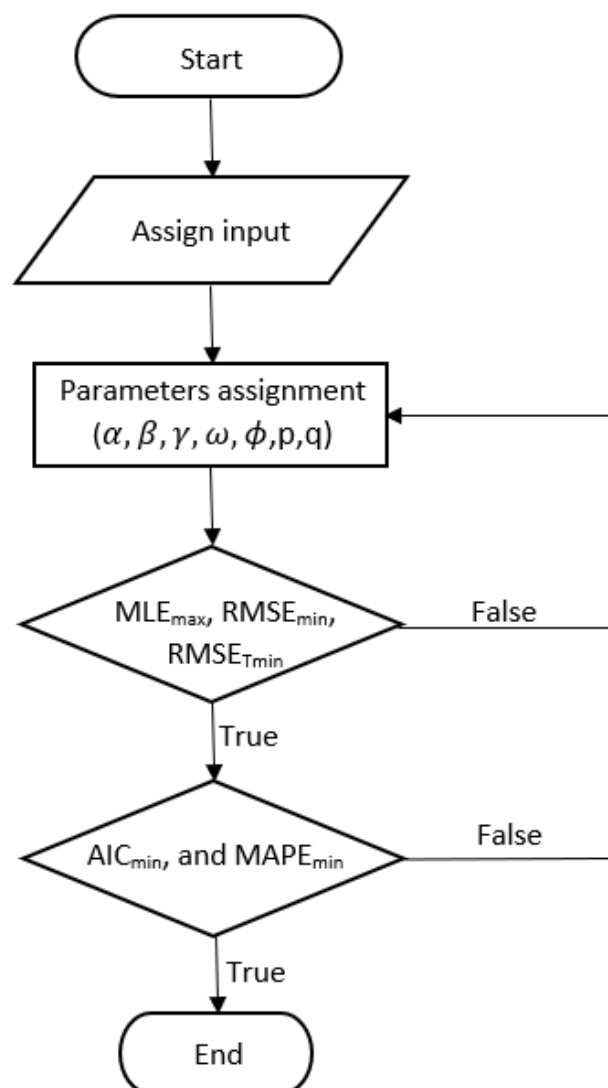 Start
Assign input
Parameters assignment
(α, β, γ, ω, ϕ,p,q)
MLEmax, RMSEmin,
RMSETmin
False
True
AICmin, and MAPEmin
False
True
End